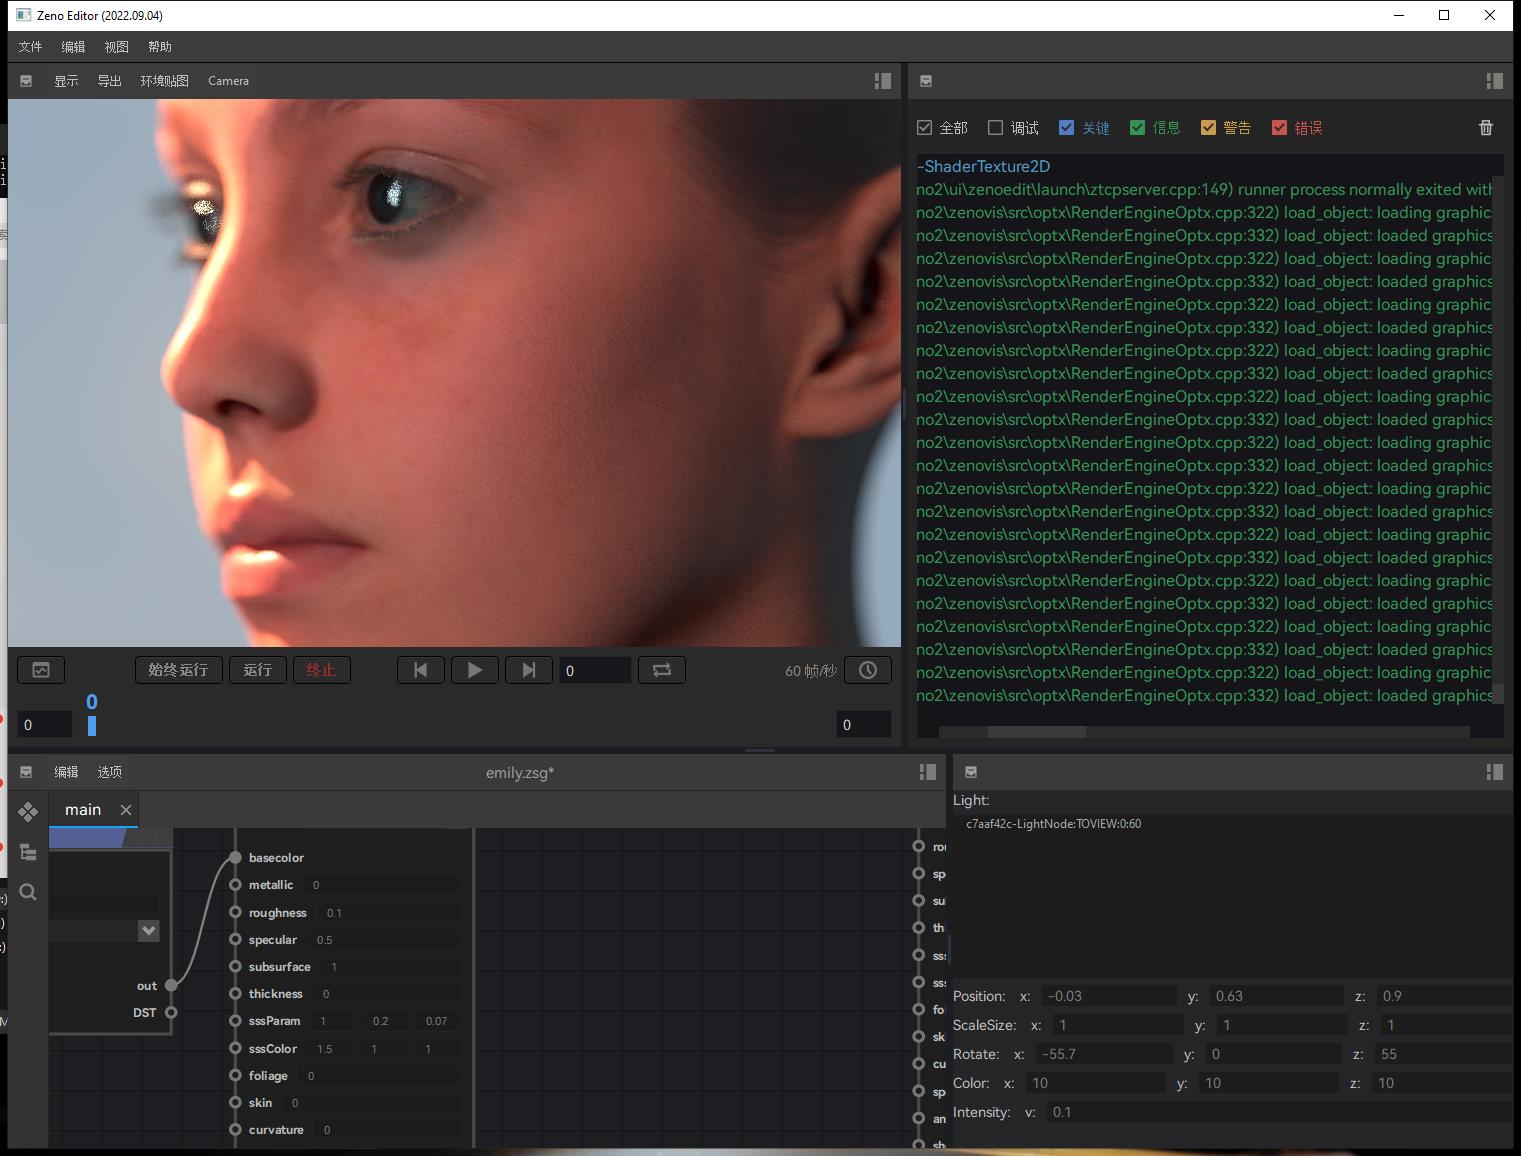 Zeno Editor (2022.09.04)
文件 编辑 视图 帮助
显示 导出 环境贴图 Camera
全部 调试 关键 信息 警告 错误
-ShaderTexture2D
no2\ui\zenoedit\launch\ztcpserver.cpp:149) runner process normally exited with
no2\zenovis\src\optx\RenderEngineOptx.cpp:322) load_object: loading graphic
no2\zenovis\src\optx\RenderEngineOptx.cpp:332) load_object: loaded graphics
no2\zenovis\src\optx\RenderEngineOptx.cpp:322) load_object: loading graphic
no2\zenovis\src\optx\RenderEngineOptx.cpp:332) load_object: loaded graphics
no2\zenovis\src\optx\RenderEngineOptx.cpp:322) load_object: loading graphic
no2\zenovis\src\optx\RenderEngineOptx.cpp:332) load_object: loaded graphics
no2\zenovis\src\optx\RenderEngineOptx.cpp:322) load_object: loading graphic
no2\zenovis\src\optx\RenderEngineOptx.cpp:332) load_object: loaded graphics
no2\zenovis\src\optx\RenderEngineOptx.cpp:322) load_object: loading graphic
no2\zenovis\src\optx\RenderEngineOptx.cpp:332) load_object: loaded graphics
no2\zenovis\src\optx\RenderEngineOptx.cpp:322) load_object: loading graphic
no2\zenovis\src\optx\RenderEngineOptx.cpp:332) load_object: loaded graphics
no2\zenovis\src\optx\RenderEngineOptx.cpp:322) load_object: loading graphic
no2\zenovis\src\optx\RenderEngineOptx.cpp:332) load_object: loaded graphics
no2\zenovis\src\optx\RenderEngineOptx.cpp:322) load_object: loading graphic
no2\zenovis\src\optx\RenderEngineOptx.cpp:332) load_object: loaded graphics
no2\zenovis\src\optx\RenderEngineOptx.cpp:322) load_object: loading graphic
no2\zenovis\src\optx\RenderEngineOptx.cpp:332) load_object: loaded graphics
no2\zenovis\src\optx\RenderEngineOptx.cpp:322) load_object: loading graphic
no2\zenovis\src\optx\RenderEngineOptx.cpp:332) load_object: loaded graphics
no2\zenovis\src\optx\RenderEngineOptx.cpp:322) load_object: loading graphic
no2\zenovis\src\optx\RenderEngineOptx.cpp:332) load_object: loaded graphics
始终运行 运行 终止 0 60 帧/秒
0
0 0
编辑 选项 emily.zsg*
main
basecolor
metallic 0
roughness 0.1
specular 0.5
subsurface 1
thickness 0
sssParam 1 0.2 0.07
sssColor 1.5 1 1
foliage 0
skin 0
curvature 0
out
DST
rou
sp
su
th
sss
sss
fo
sk
cu
sp
an
sh
Light:
c7aaf42c-LightNode:TOVIEW:0:60
Position: x: -0.03 y: 0.63 z: 0.9
ScaleSize: x: 1 y: 1 z: 1
Rotate: x: -55.7 y: 0 z: 55
Color: x: 10 y: 10 z: 10
Intensity: v: 0.1